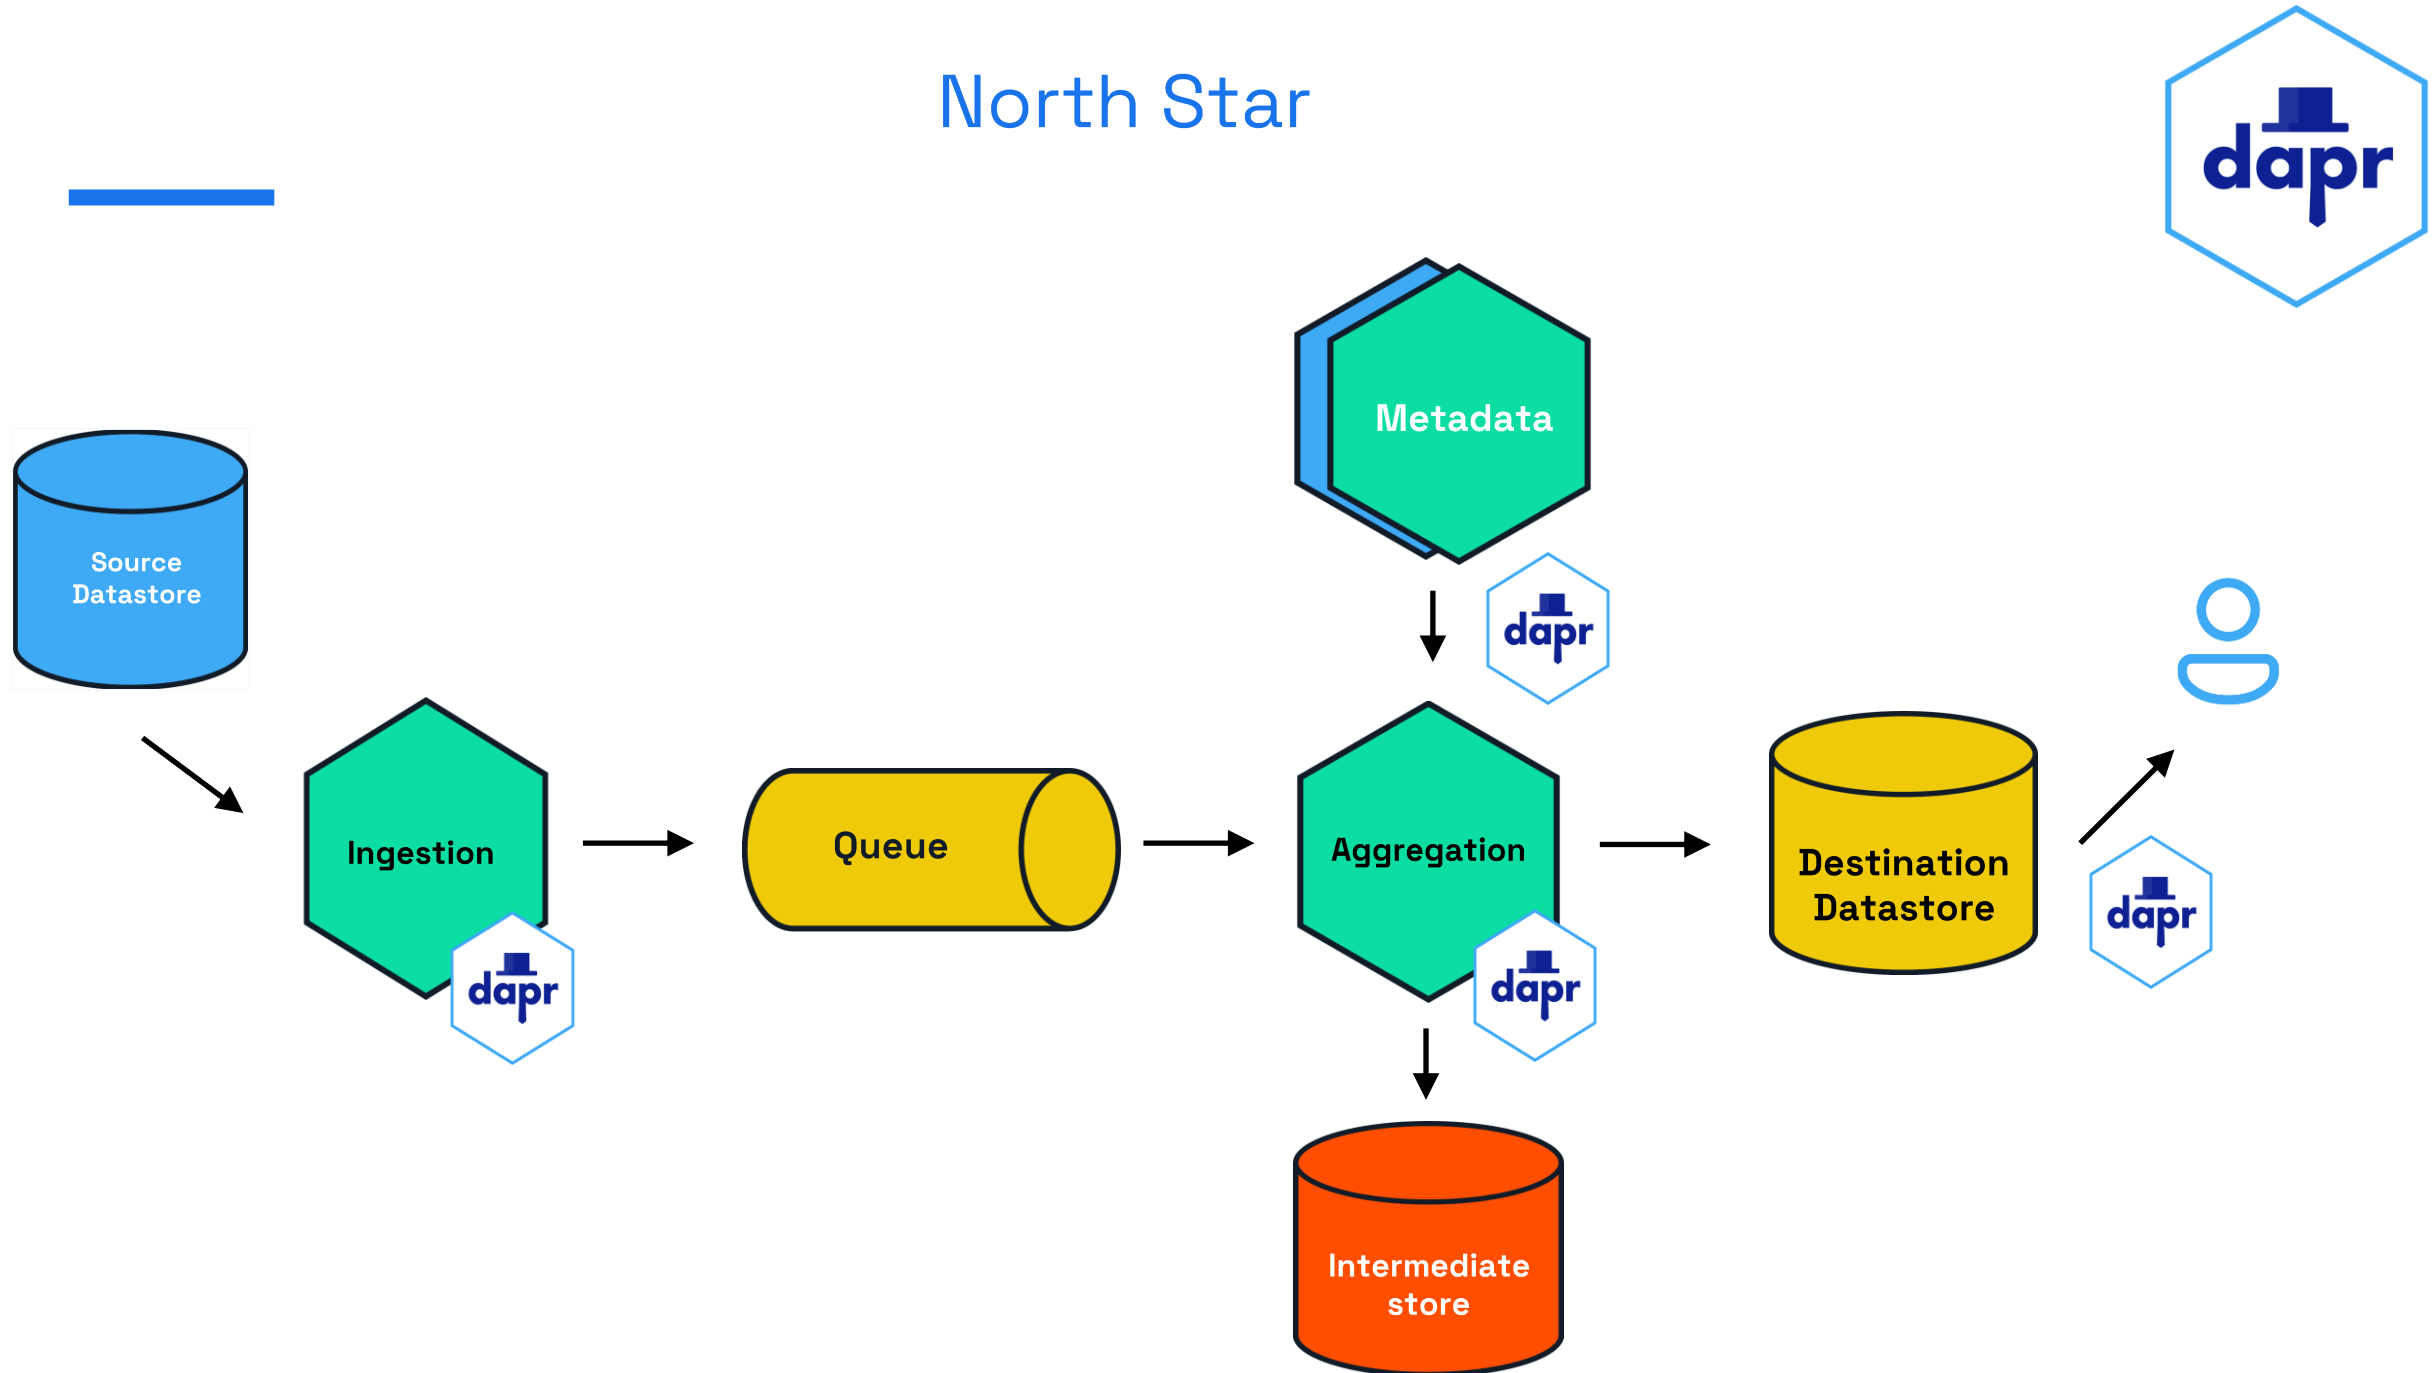 North Star
dapr
Metadata
Source
Datastore
dapr
Ingestion
Queue
Aggregation
Destination
Datastore
dapr
dapr
dapr
Intermediate
store